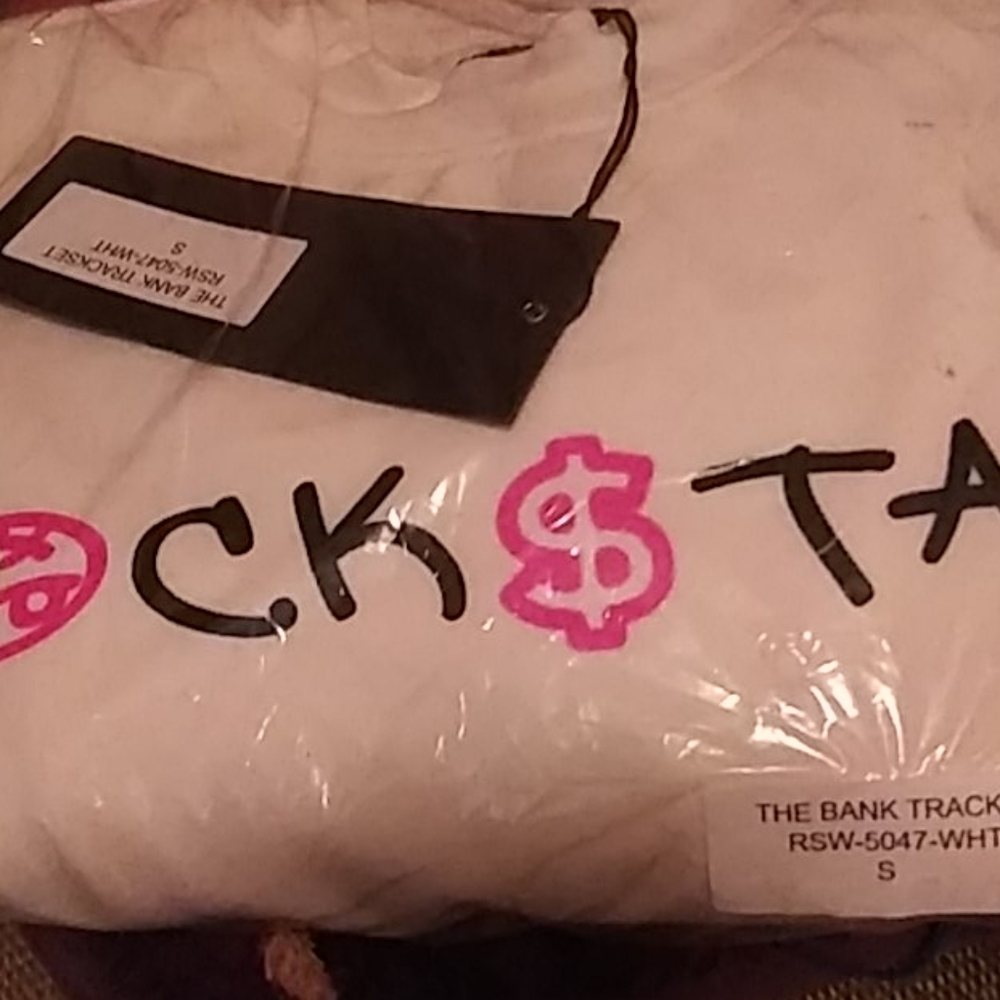 THE BANK TRACKSET
RSW-5047-WHT
S
CK$TA
THE BANK TRACK
RSW-5047-WHT
S